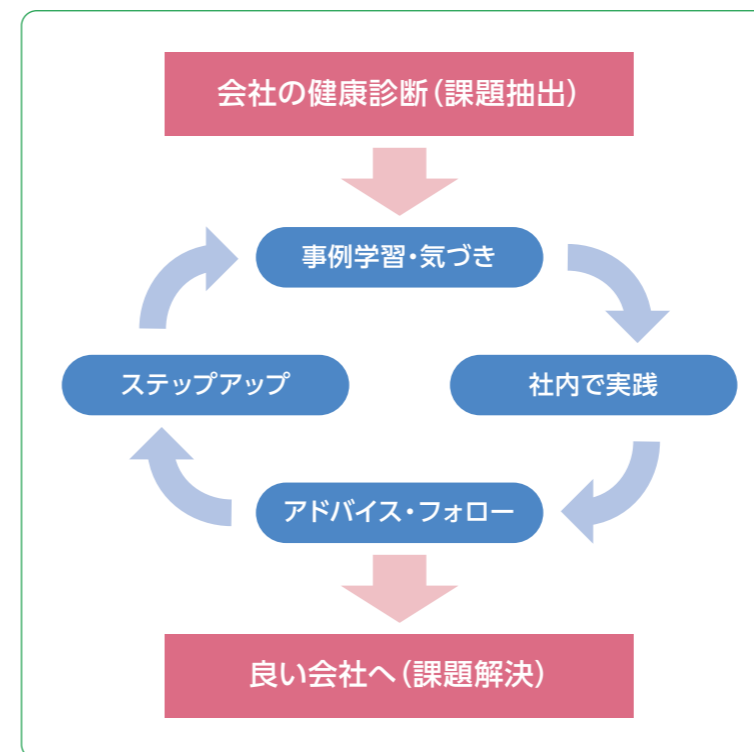 会社の健康診断（課題抽出）
事例学習・気づき
ステップアップ
社内で実践
アドバイス・フォロー
良い会社へ（課題解決）